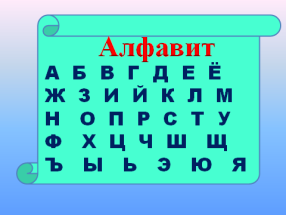 Алфавит
А Б В Г Д Е Ё
Ж З И Й К Л М
Н О П Р С Т У
Ф Х Ц Ч Ш Щ
Ъ Ы Ь Э Ю Я